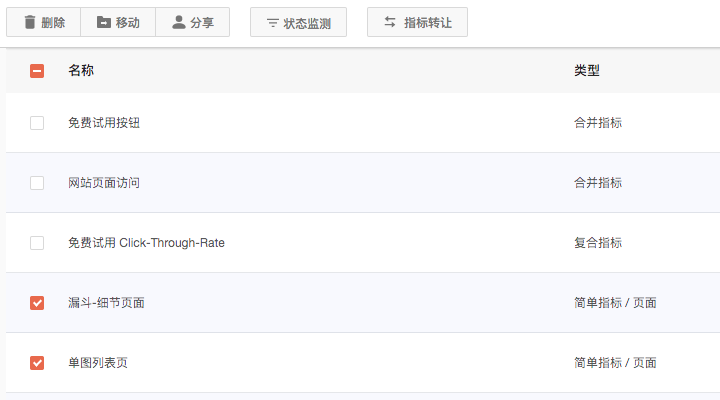 删除 移动 分享 状态监测 指标转让
名称 类型
免费试用按钮 合并指标
网站页面访问 合并指标
免费试用 Click-Through-Rate 复合指标
漏斗-细节页面 简单指标 / 页面
单图列表页 简单指标 / 页面